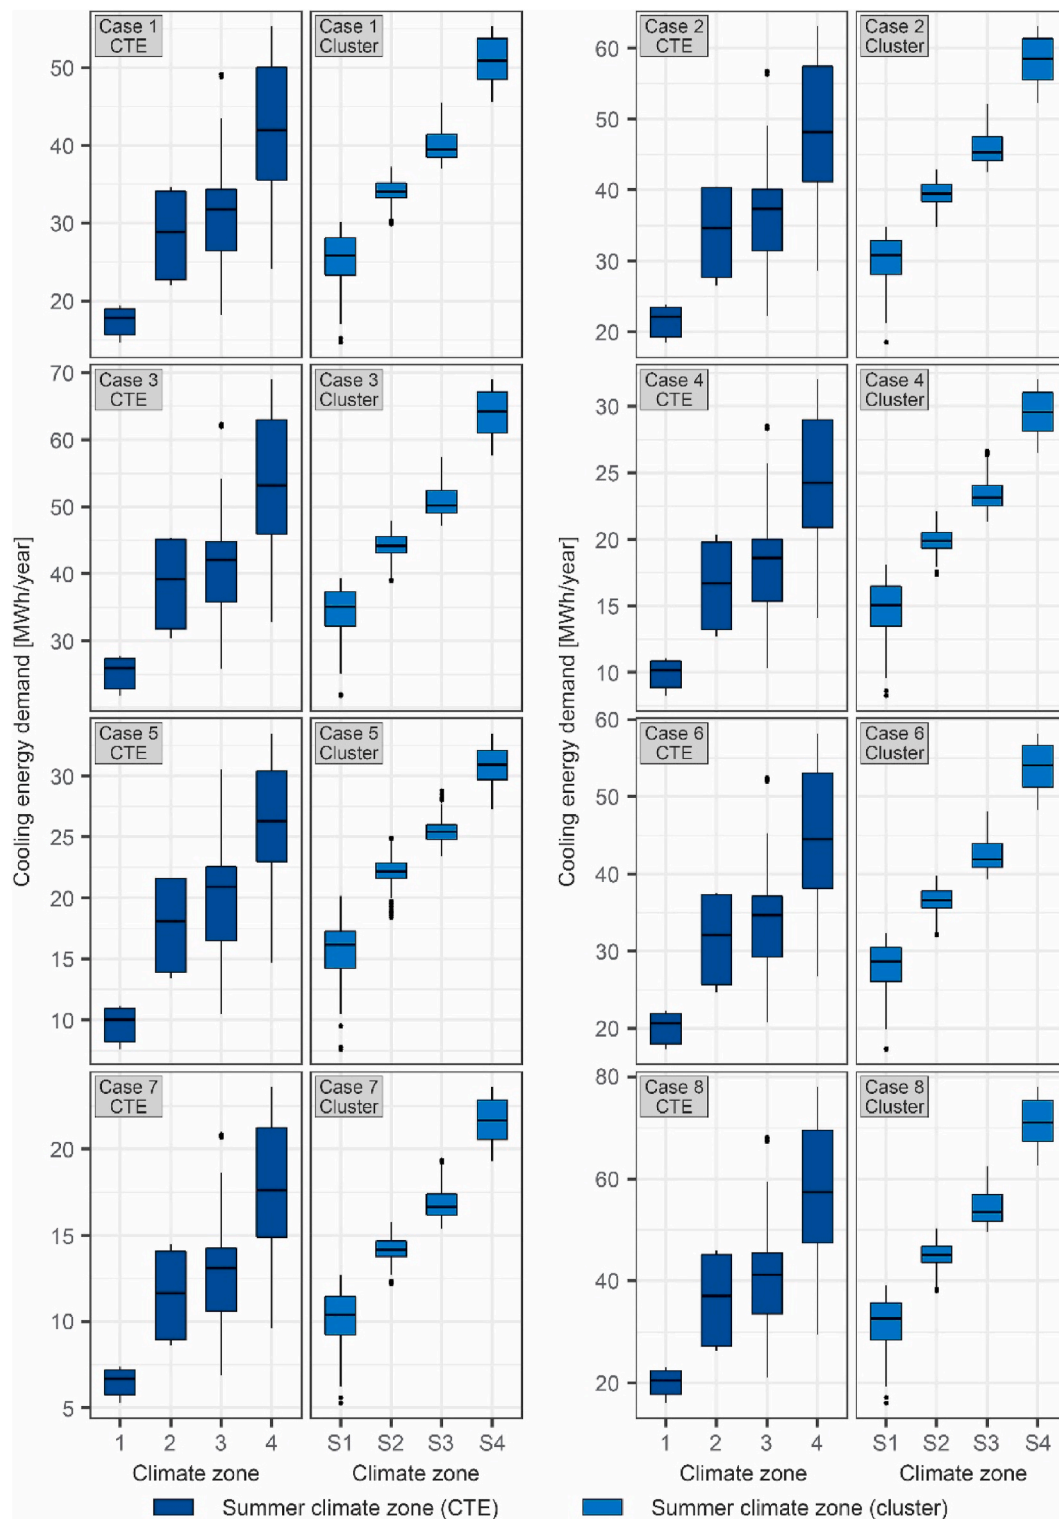 Case 1
CTE
Case 1
Cluster
50
40
30
20
Case 2
CTE
Case 2
Cluster
60
50
40
30
20
Case 3
CTE
Case 3
Cluster
70
60
50
40
30
Case 4
CTE
Case 4
Cluster
30
25
20
15
10
Cooling energy demand [MWh/year]
Cooling energy demand [MWh/year]
Case 5
CTE
Case 5
Cluster
30
25
20
15
10
Case 6
CTE
Case 6
Cluster
60
50
40
30
20
Case 7
CTE
Case 7
Cluster
20
15
10
5
Case 8
CTE
Case 8
Cluster
80
60
40
20
1 2 3 4 S1 S2 S3 S4 1 2 3 4 S1 S2 S3 S4
Climate zone Climate zone Climate zone Climate zone
Summer climate zone (CTE) Summer climate zone (cluster)